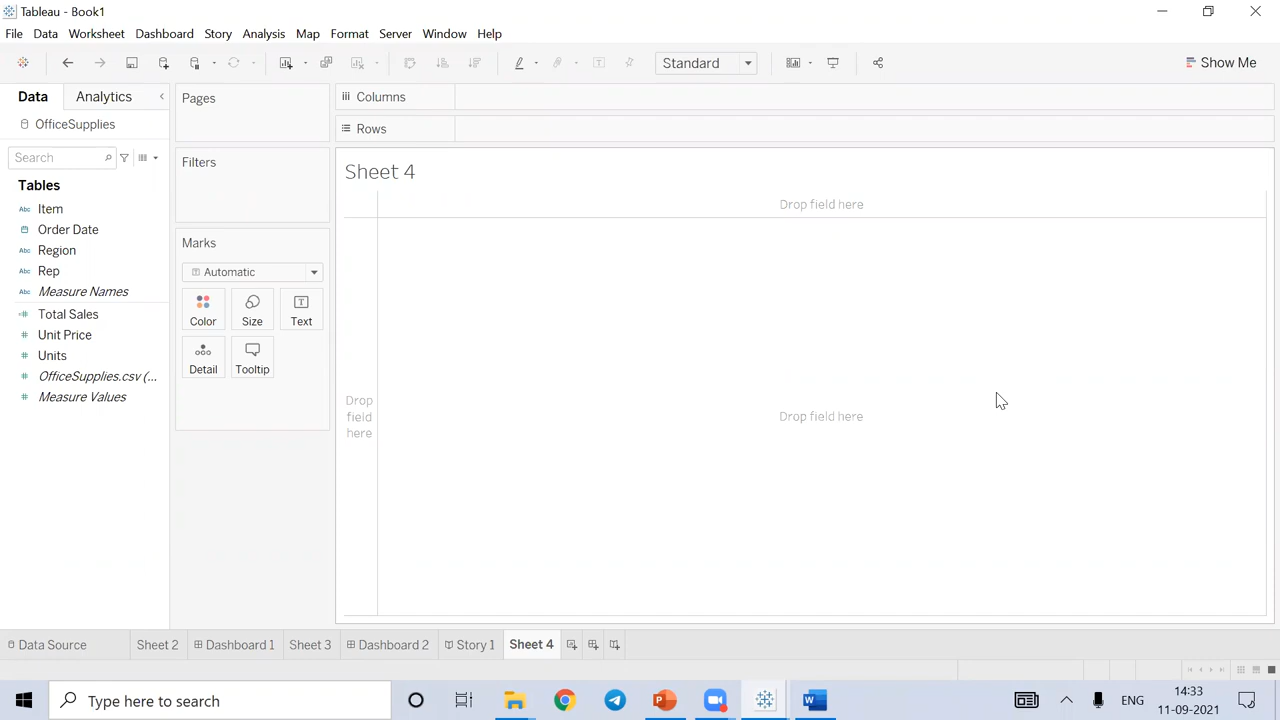 Tableau - Book1
File Data Worksheet Dashboard Story Analysis Map Format Server Window Help
Standard
Show Me
Data Analytics
OfficeSupplies
Search
Tables
Abc Item
Order Date
Abc Region
Abc Rep
Abc Measure Names
Total Sales
Unit Price
Units
OfficeSupplies.csv (...
Measure Values
Pages
Filters
Marks
Automatic
Color Size Text
Detail Tooltip
Columns
Rows
Sheet 4
Drop field here
Drop
field
here
Drop field here
Data Source Sheet 2 Dashboard 1 Sheet 3 Dashboard 2 Story 1 Sheet 4
Type here to search
ENG
14:33
11-09-2021